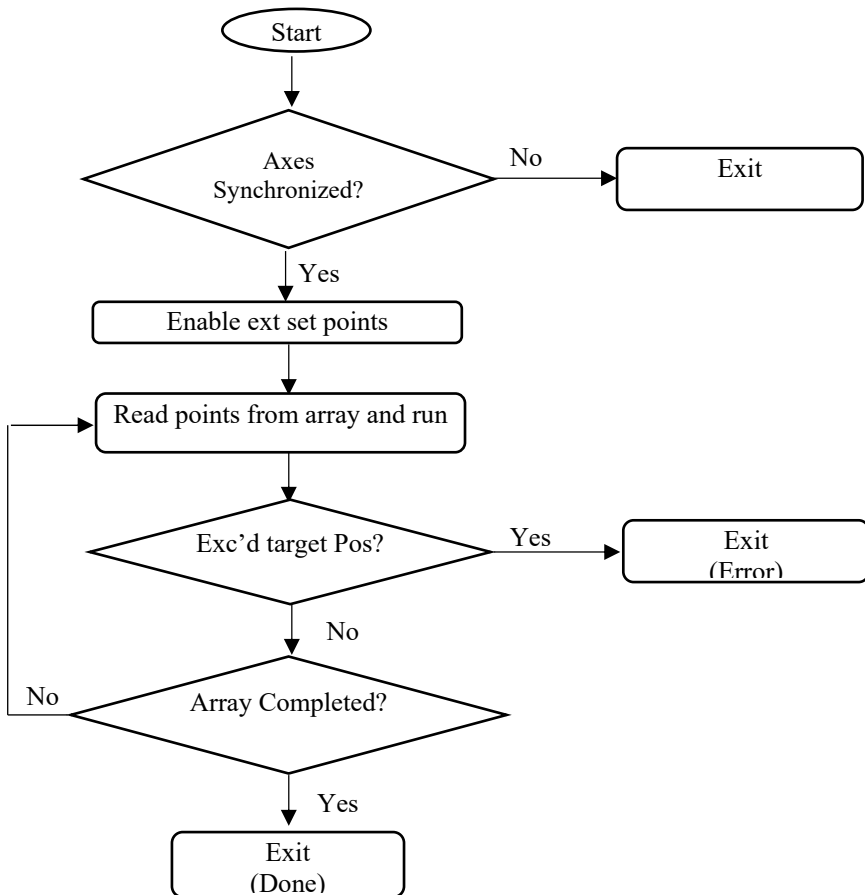 Start
Axes
Synchronized?
No
Exit
Yes
Enable ext set points
Read points from array and run
Exc’d target Pos?
Yes
Exit
(Error)
No
Array Completed?
No
Yes
Exit
(Done)